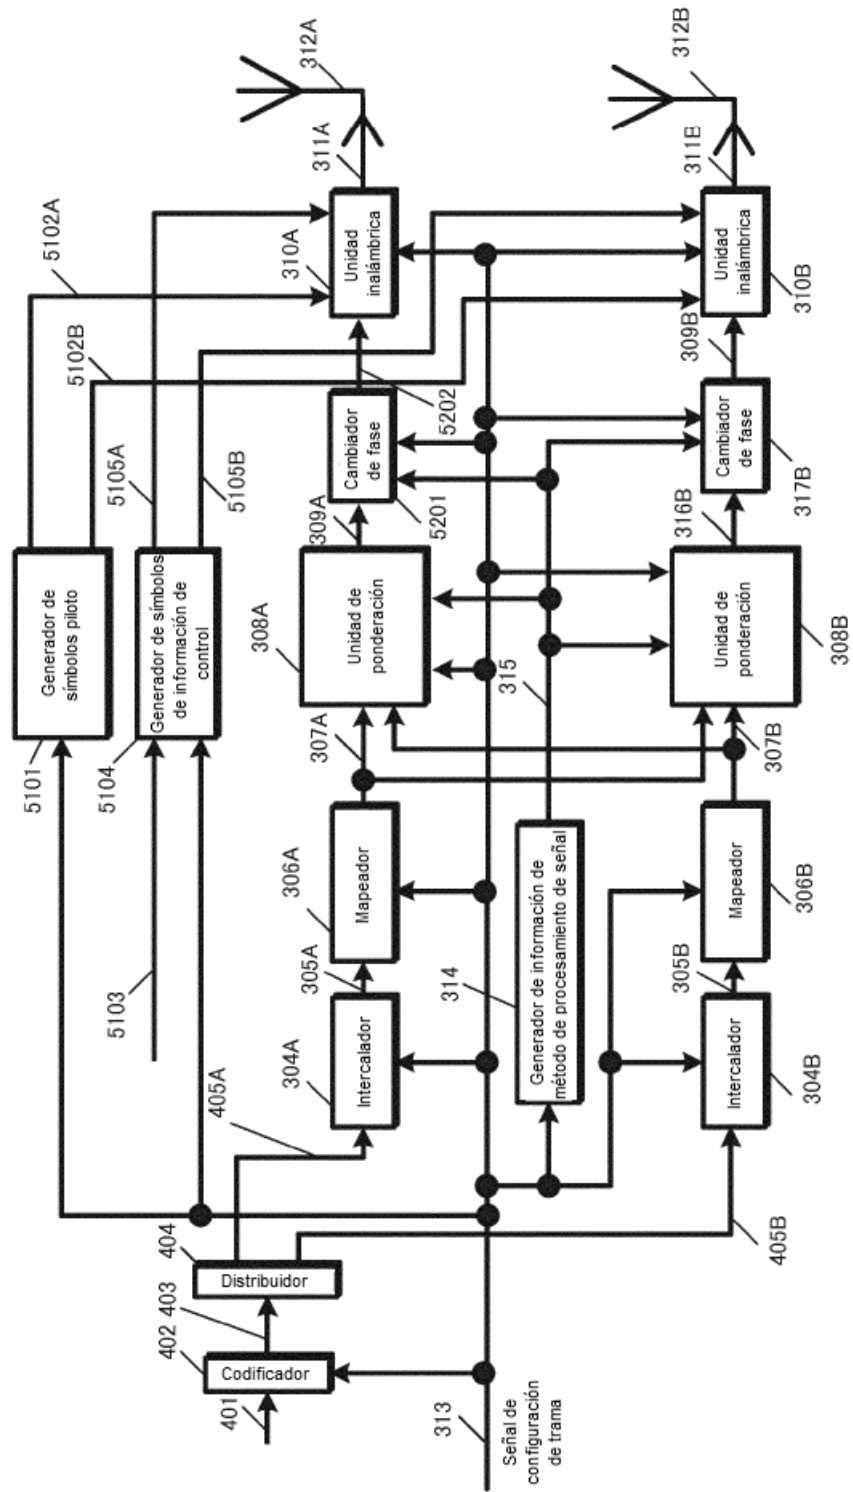 312A
312B
311A
311B
5102A
310A
Unidad
inalámbrica
Unidad
inalámbrica
310B
5102B
309B
5202
5105A
5105B
Cambiador
de fase
Cambiador
de fase
5201
317B
309A
316B
Generador de
símbolos piloto
Generador de símbolos
de información de
control
308A
Unidad de
ponderación
Unidad de
ponderación
308B
315
5101
5104
307A
307B
306A
Mapeador
Mapeador
306B
5103
305A
305B
314
Generador de información de
método de procesamiento de señal
405A
304A
Intercalador
Intercalador
304B
404
Distribuidor
405B
403
402
Codificador
401
313
Señal de
configuración
de trama